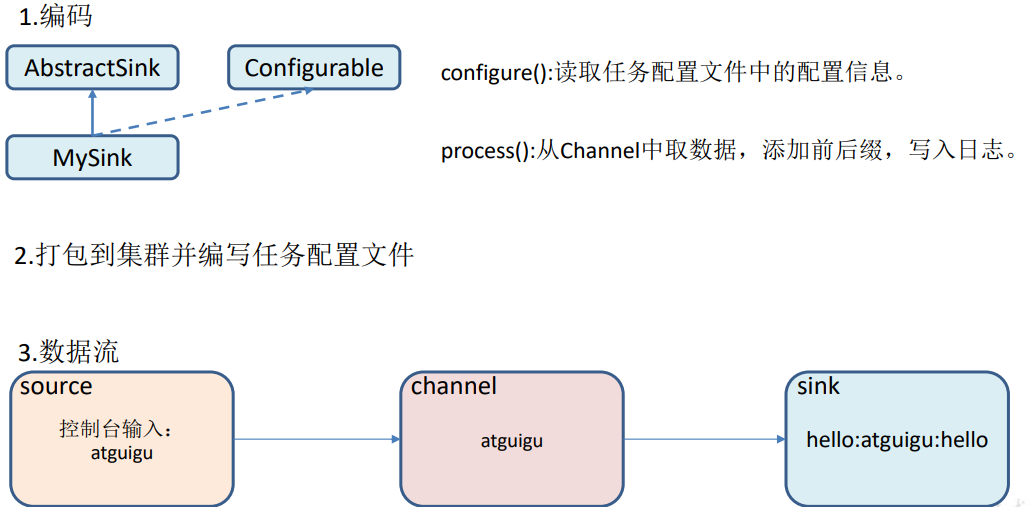 1.编码
AbstractSink
Configurable
configure():读取任务配置文件中的配置信息。
MySink
process():从Channel中取数据，添加前后缀，写入日志。
2.打包到集群并编写任务配置文件
3.数据流
source
控制台输入：
atguigu
channel
atguigu
sink
hello:atguigu:hello